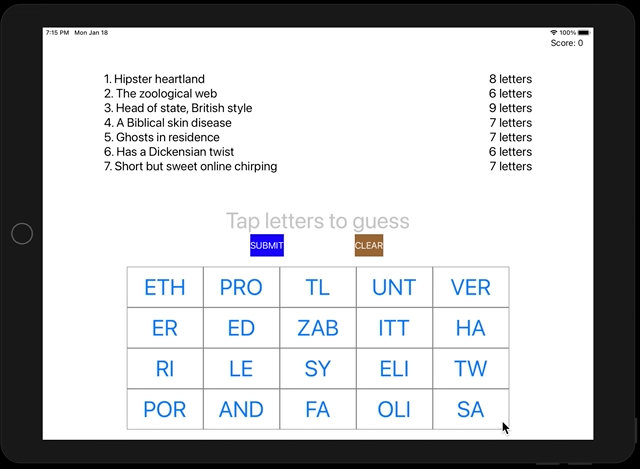 7:15 PM Mon Jan 18 100%
Score: 0
1. Hipster heartland 8 letters
2. The zoological web 6 letters
3. Head of state, British style 9 letters
4. A Biblical skin disease 7 letters
5. Ghosts in residence 7 letters
6. Has a Dickensian twist 6 letters
7. Short but sweet online chirping 7 letters
Tap letters to guess
SUBMIT CLEAR
ETH PRO TL UNT VER
ER ED ZAB ITT HA
RI LE SY ELI TW
POR AND FA OLI SA